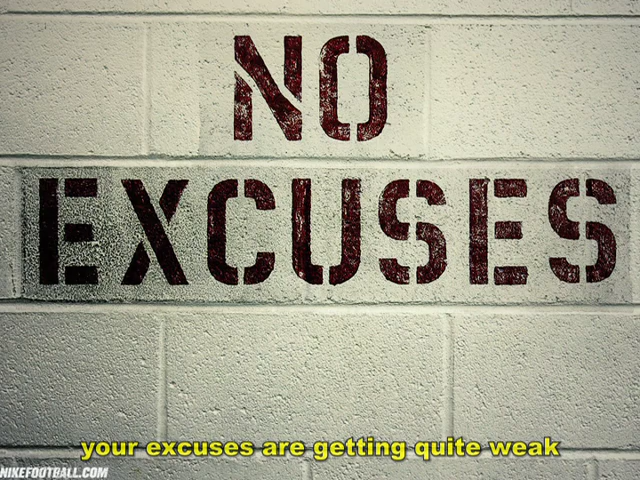 NO
EXCUSES
your excuses are getting quite weak
NIKEFOOTBALL.COM